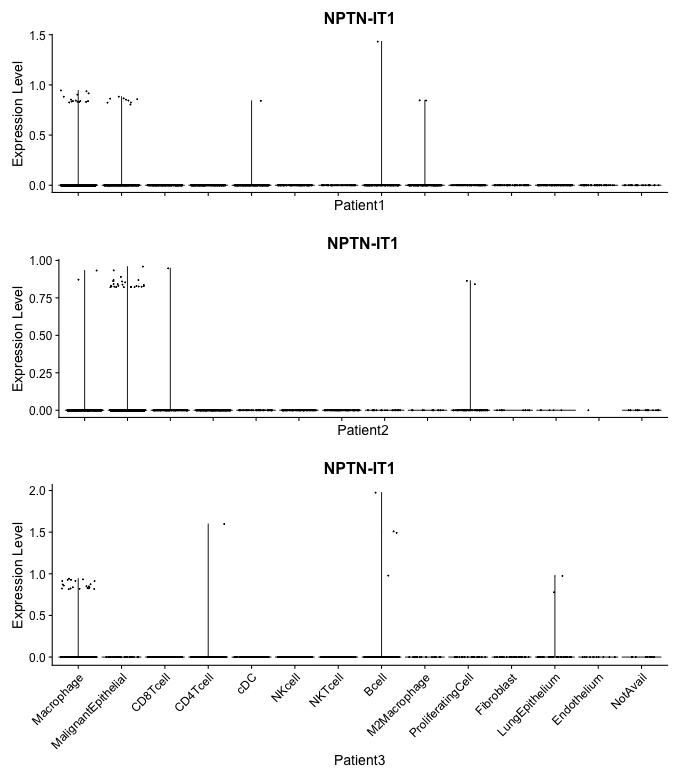 NPTN-IT1
Expression Level
1.5
1.0
0.5
0.0
Patient1
NPTN-IT1
Expression Level
1.00
0.75
0.50
0.25
0.00
Patient2
NPTN-IT1
Expression Level
2.0
1.5
1.0
0.5
0.0
Macrophage
MalignantEpithelial
CD8Tcell
CD4Tcell
cDC
NKcell
NKTcell
Bcell
M2Macrophage
ProliferatingCell
Fibroblast
LungEpithelium
Endothelium
NotAvail
Patient3